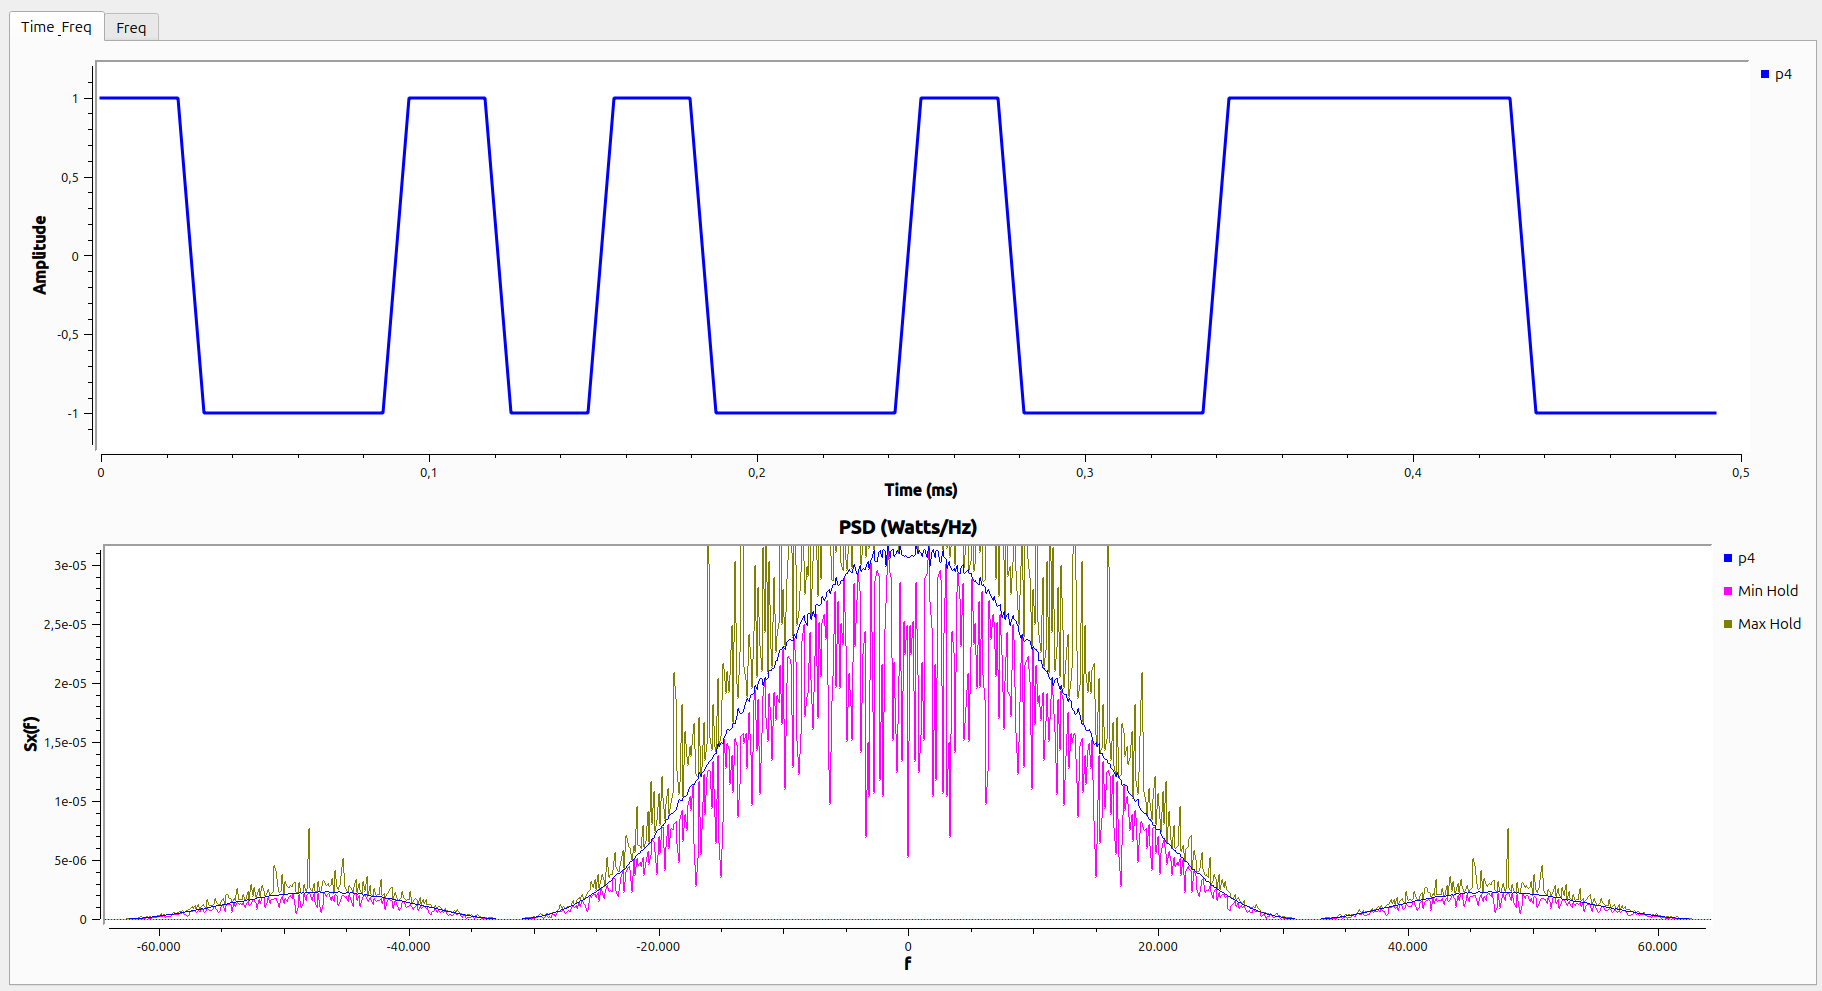 Time_Freq
Freq
1
0,5
0
-0,5
-1
Amplitude
0 0,1 0,2 0,3 0,4 0,5
Time (ms)
p4
PSD (Watts/Hz)
3e-05
2,5e-05
2e-05
1,5e-05
1e-05
5e-06
0
Sx(f)
-60.000 -40.000 -20.000 0 20.000 40.000 60.000
f
p4
Min Hold
Max Hold